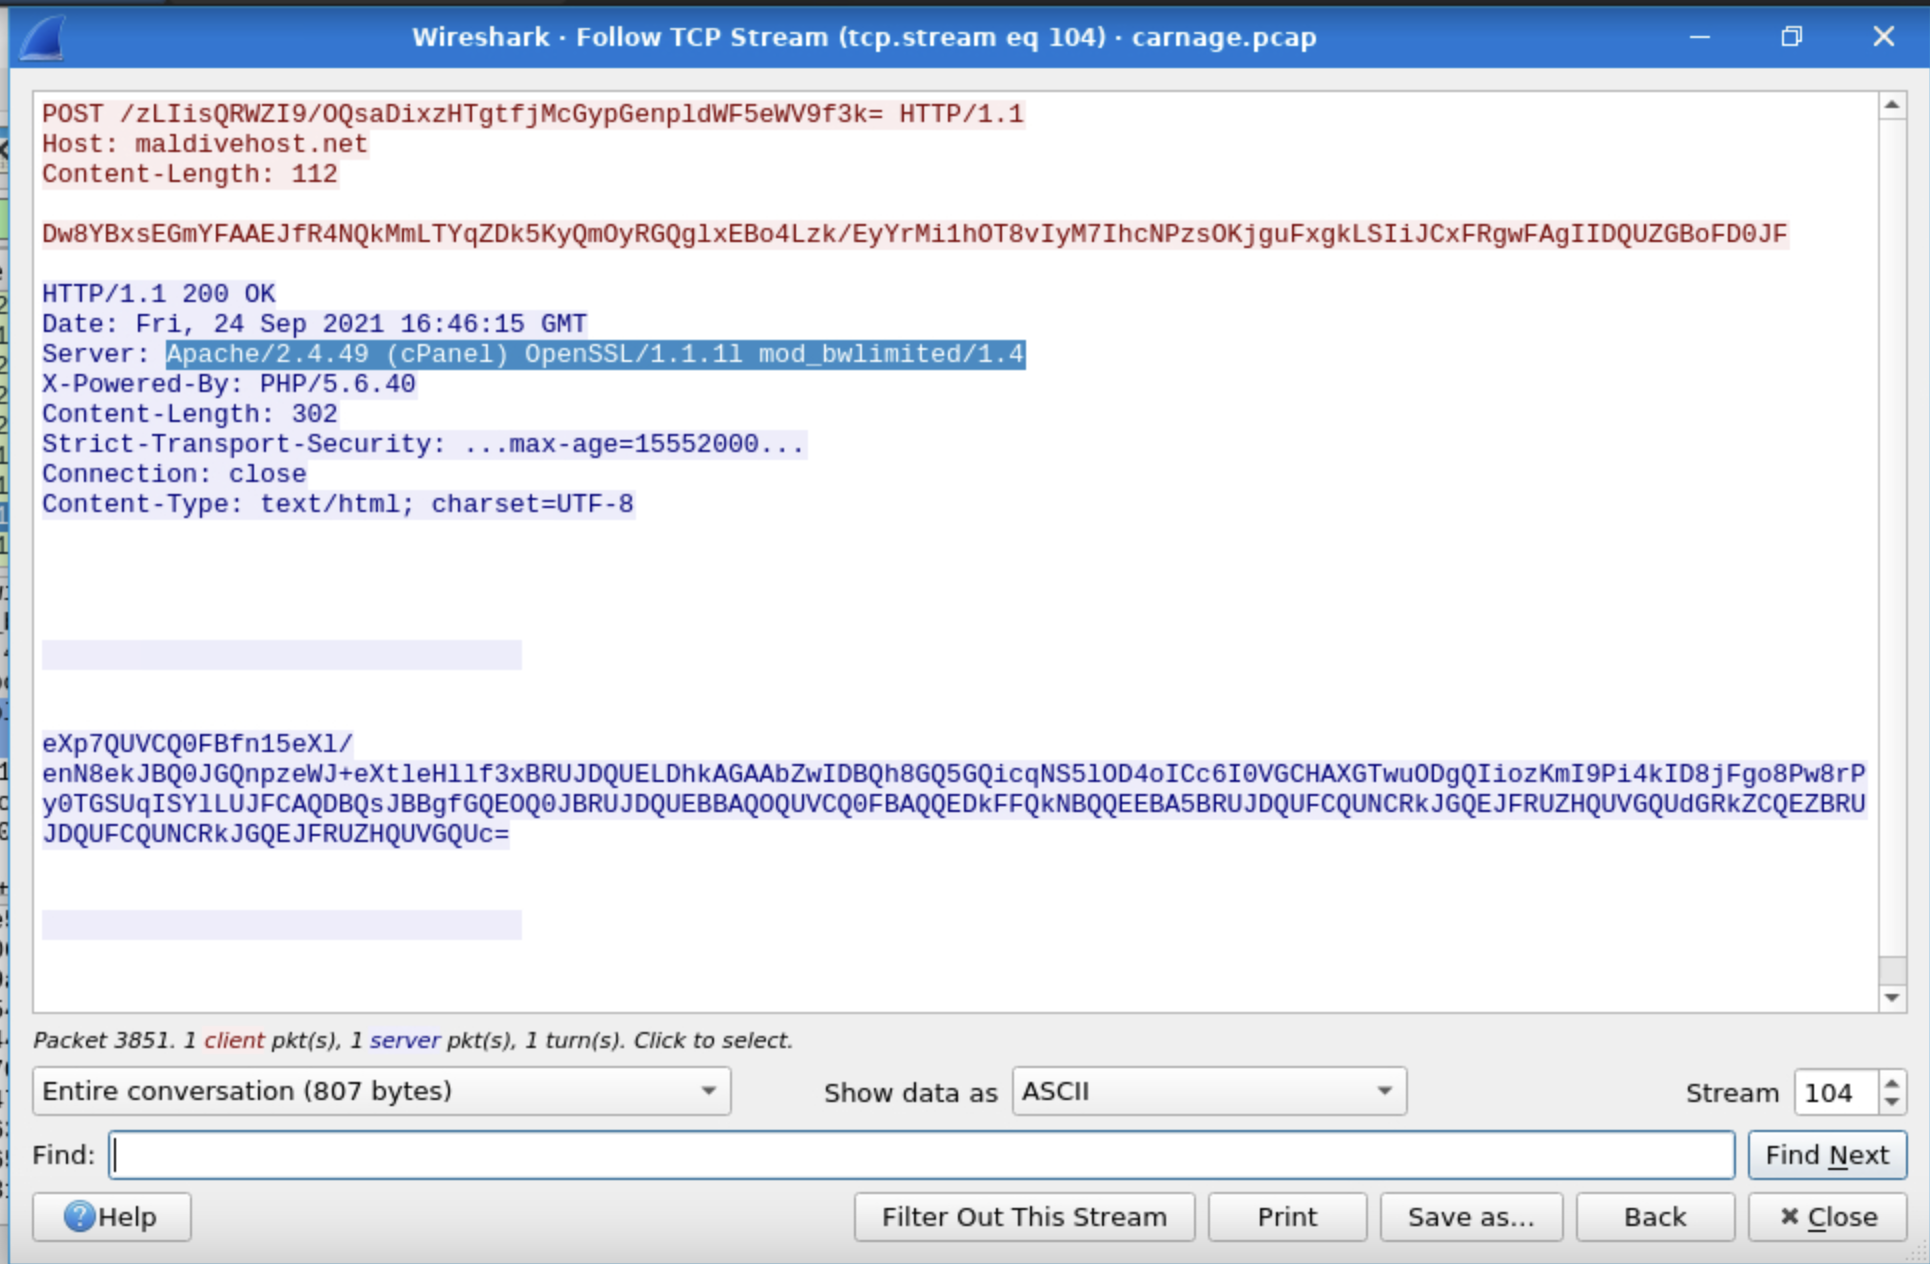 Wireshark · Follow TCP Stream (tcp.stream eq 104) · carnage.pcap
POST /zLIisQRWZI9/OQsaDixzHTgtfjMcGypGenpldWF5eWV9f3k= HTTP/1.1
Host: maldivehost.net
Content-Length: 112
Dw8YBxsEGmYFAAEJfR4NQkMmLTYqZDk5KyQmOyRGQglxEBo4Lzk/EyYrMi1hOT8vIyM7IhcNPzsOKjguFxgkLSIiJCxFRgwFAgIIDQUZGBoFD0JF
HTTP/1.1 200 OK
Date: Fri, 24 Sep 2021 16:46:15 GMT
Server: Apache/2.4.49 (cPanel) OpenSSL/1.1.1l mod_bwlimited/1.4
X-Powered-By: PHP/5.6.40
Content-Length: 302
Strict-Transport-Security: ...max-age=15552000...
Connection: close
Content-Type: text/html; charset=UTF-8
eXp7QUVCQ0FBfn15eXl/
enN8ekJBQ0JGQnpzeWJ+eXtleHllf3xBRUJDQUELDhkAGAAbZwIDBQh8GQ5GQicqNS5lOD4oICc6I0VGCHAXGTwuODgQIiozKmI9Pi4kID8jFgo8Pw8rP
y0TGSUqISYlLUJFCAQDBQsJBBgfGQEOQ0JBRUJDQUEBBAQOQUVCQ0FBAQQEDkFFQkNBQQEEBA5BRUJDQUFCQUNCRkJGQEJFRUZHQUVGQUdGRkZCQEZBRU
JDQUFCQUNCRkJGQEJFRUZHQUVGQUc=
Packet 3851. 1 client pkt(s), 1 server pkt(s), 1 turn(s). Click to select.
Entire conversation (807 bytes) Show data as ASCII Stream 104
Find: Find Next
Help Filter Out This Stream Print Save as... Back Close